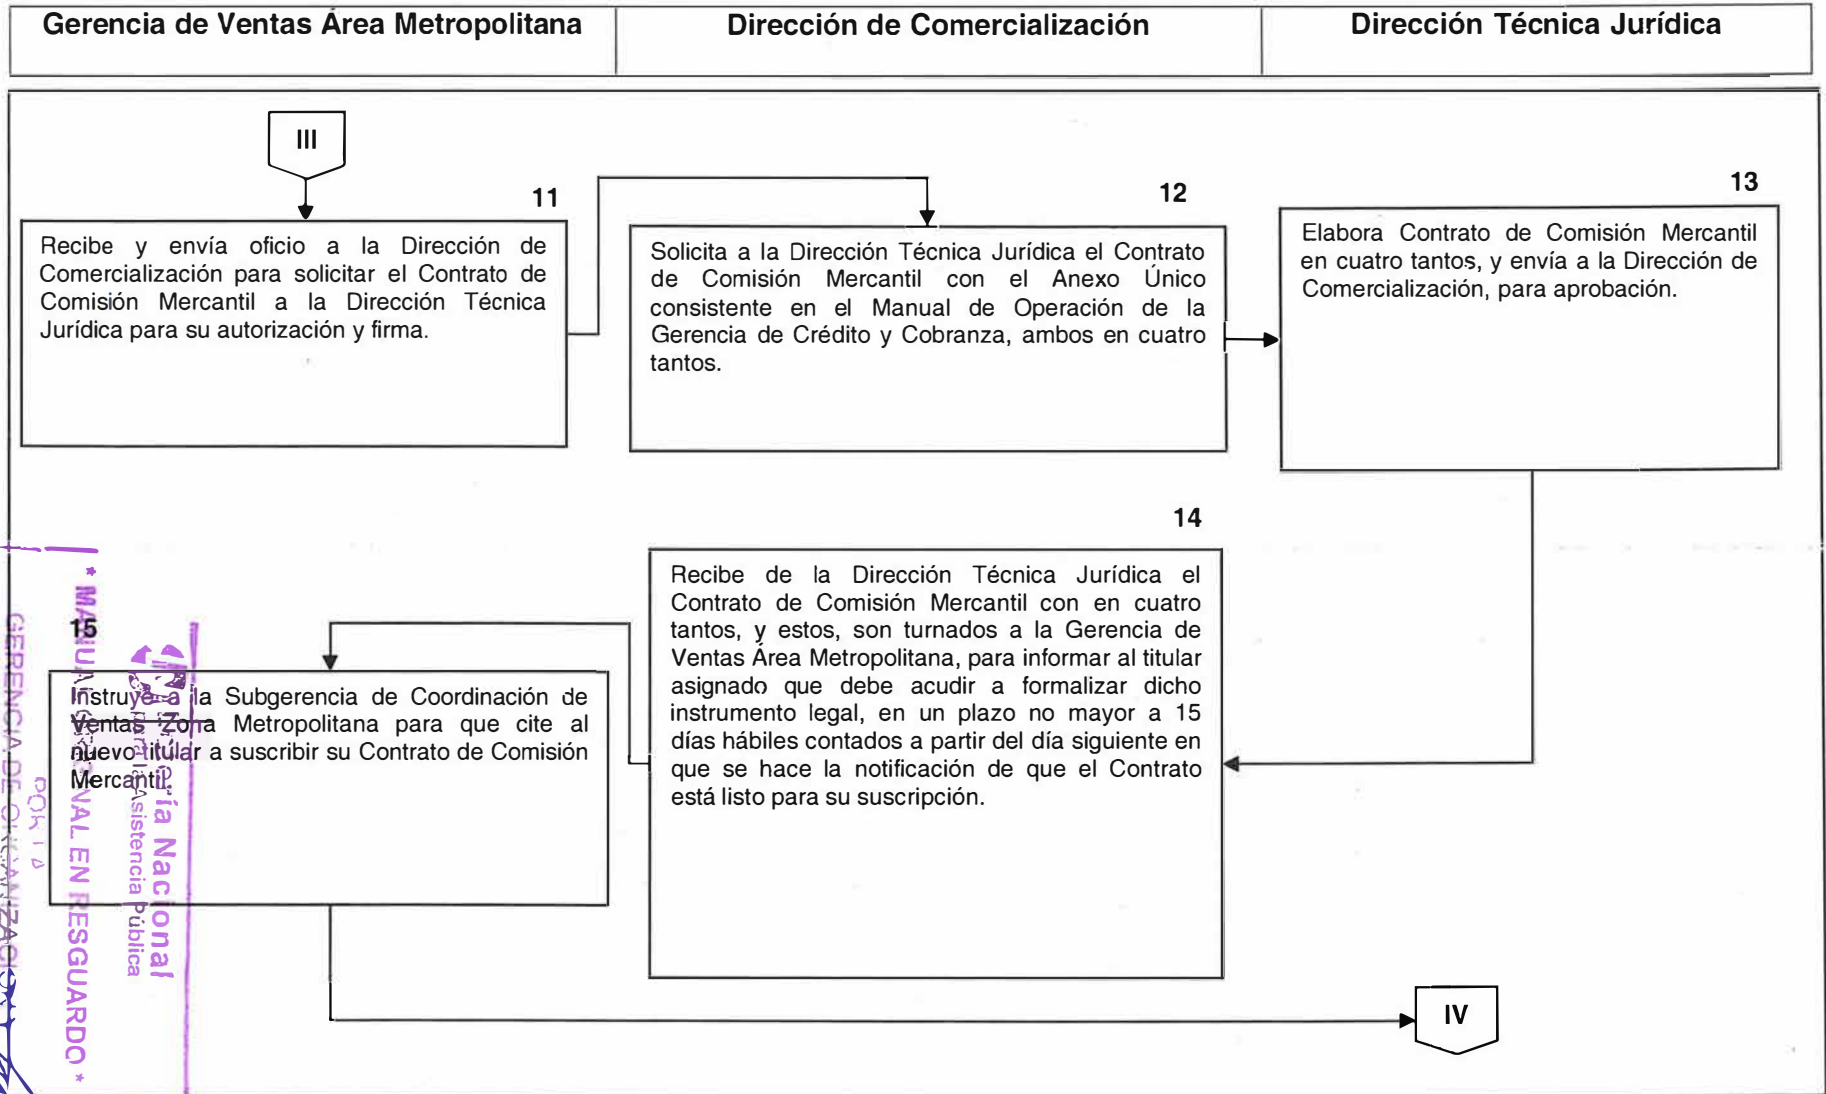 Gerencia de Ventas Área Metropolitana
Dirección de Comercialización
Dirección Técnica Jurídica
III
11
Recibe y envía oficio a la Dirección de
Comercialización para solicitar el Contrato de
Comisión Mercantil a la Dirección Técnica
Jurídica para su autorización y firma.
12
Solicita a la Dirección Técnica Jurídica el Contrato
de Comisión Mercantil con el Anexo Único
consistente en el Manual de Operación de la
Gerencia de Crédito y Cobranza, ambos en cuatro
tantos.
13
Elabora Contrato de Comisión Mercantil
en cuatro tantos, y envía a la Dirección de
Comercialización, para aprobación.
14
Recibe de la Dirección Técnica Jurídica el
Contrato de Comisión Mercantil con en cuatro
tantos, y estos, son turnados a la Gerencia de
Ventas Área Metropolitana, para informar al titular
asignado que debe acudir a formalizar dicho
instrumento legal, en un plazo no mayor a 15
días hábiles contados a partir del día siguiente en
que se hace la notificación de que el Contrato
está listo para su suscripción.
15
Instruye a la Subgerencia de Coordinación de
Ventas Zona Metropolitana para que cite al
nuevo titular a suscribir su Contrato de Comisión
Mercantil.
IV
Nacional
Asistencia Pública
EN RESGUARDO *
GERENCIA DE